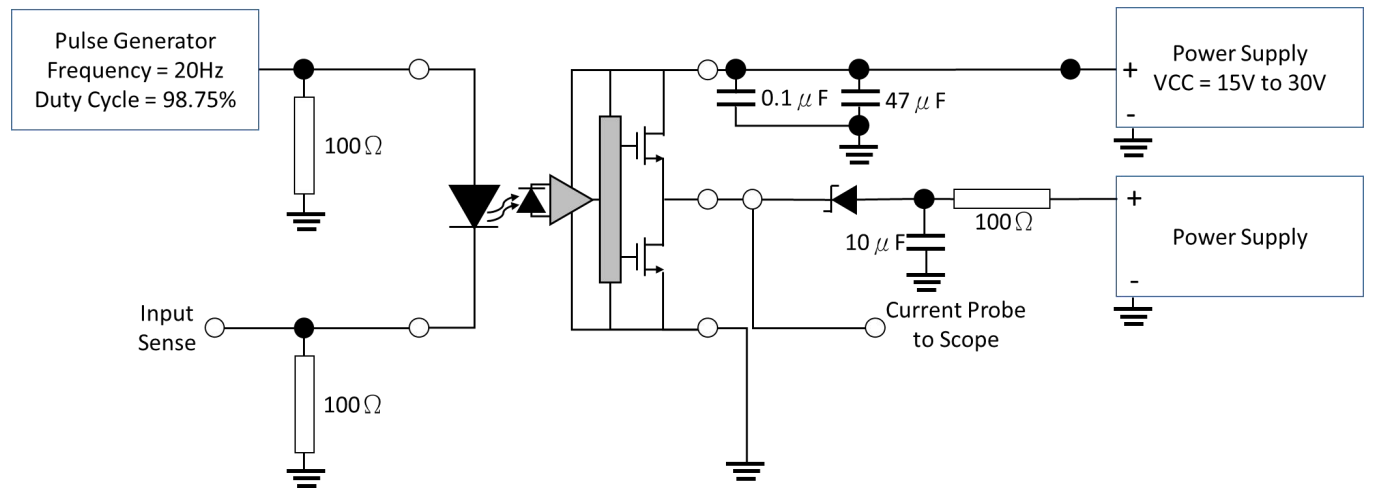 Pulse Generator
Frequency = 20Hz
Duty Cycle = 98.75%
100Ω
Input
Sense
100Ω
0.1μF
47μF
+
Power Supply
VCC = 15V to 30V
-
10μF
100Ω
+
Power Supply
-
Current Probe
to Scope